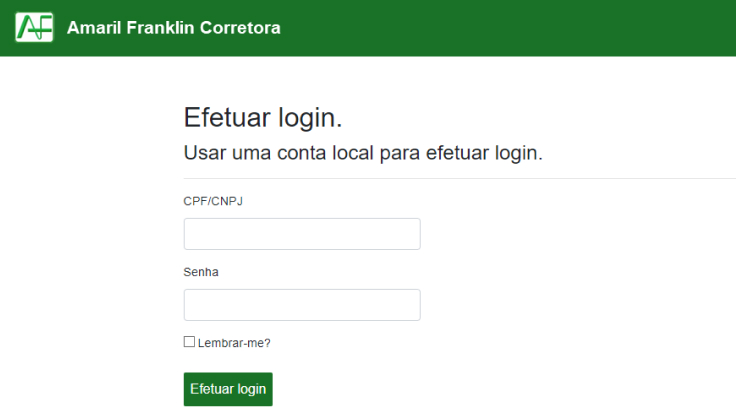 AF
Amaril Franklin Corretora
Efetuar login.
Usar uma conta local para efetuar login.
CPF/CNPJ
Senha
Lembrar-me?
Efetuar login